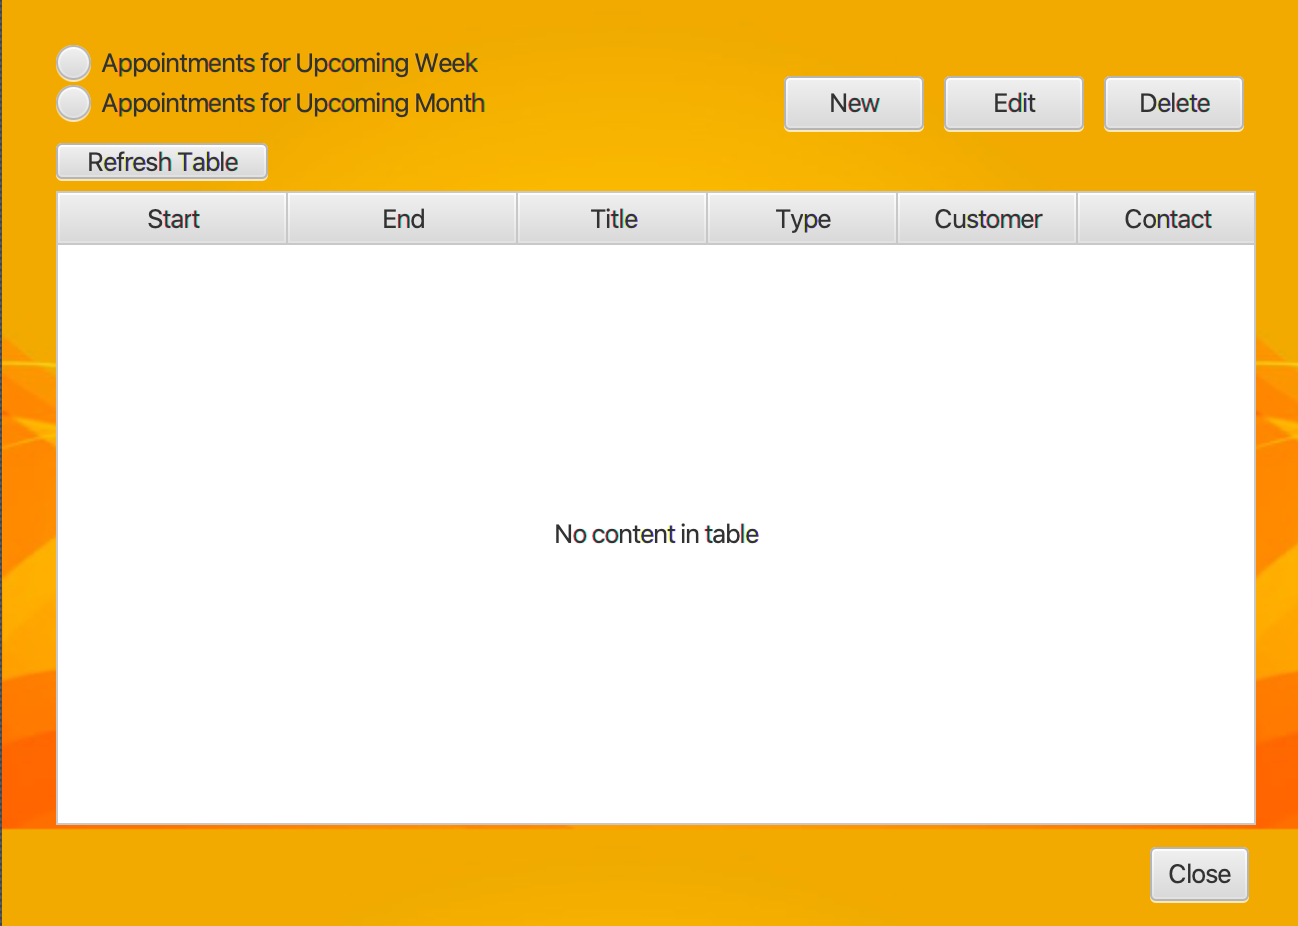 Appointments for Upcoming Week
Appointments for Upcoming Month
New Edit Delete
Refresh Table
Start End Title Type Customer Contact
No content in table
Close